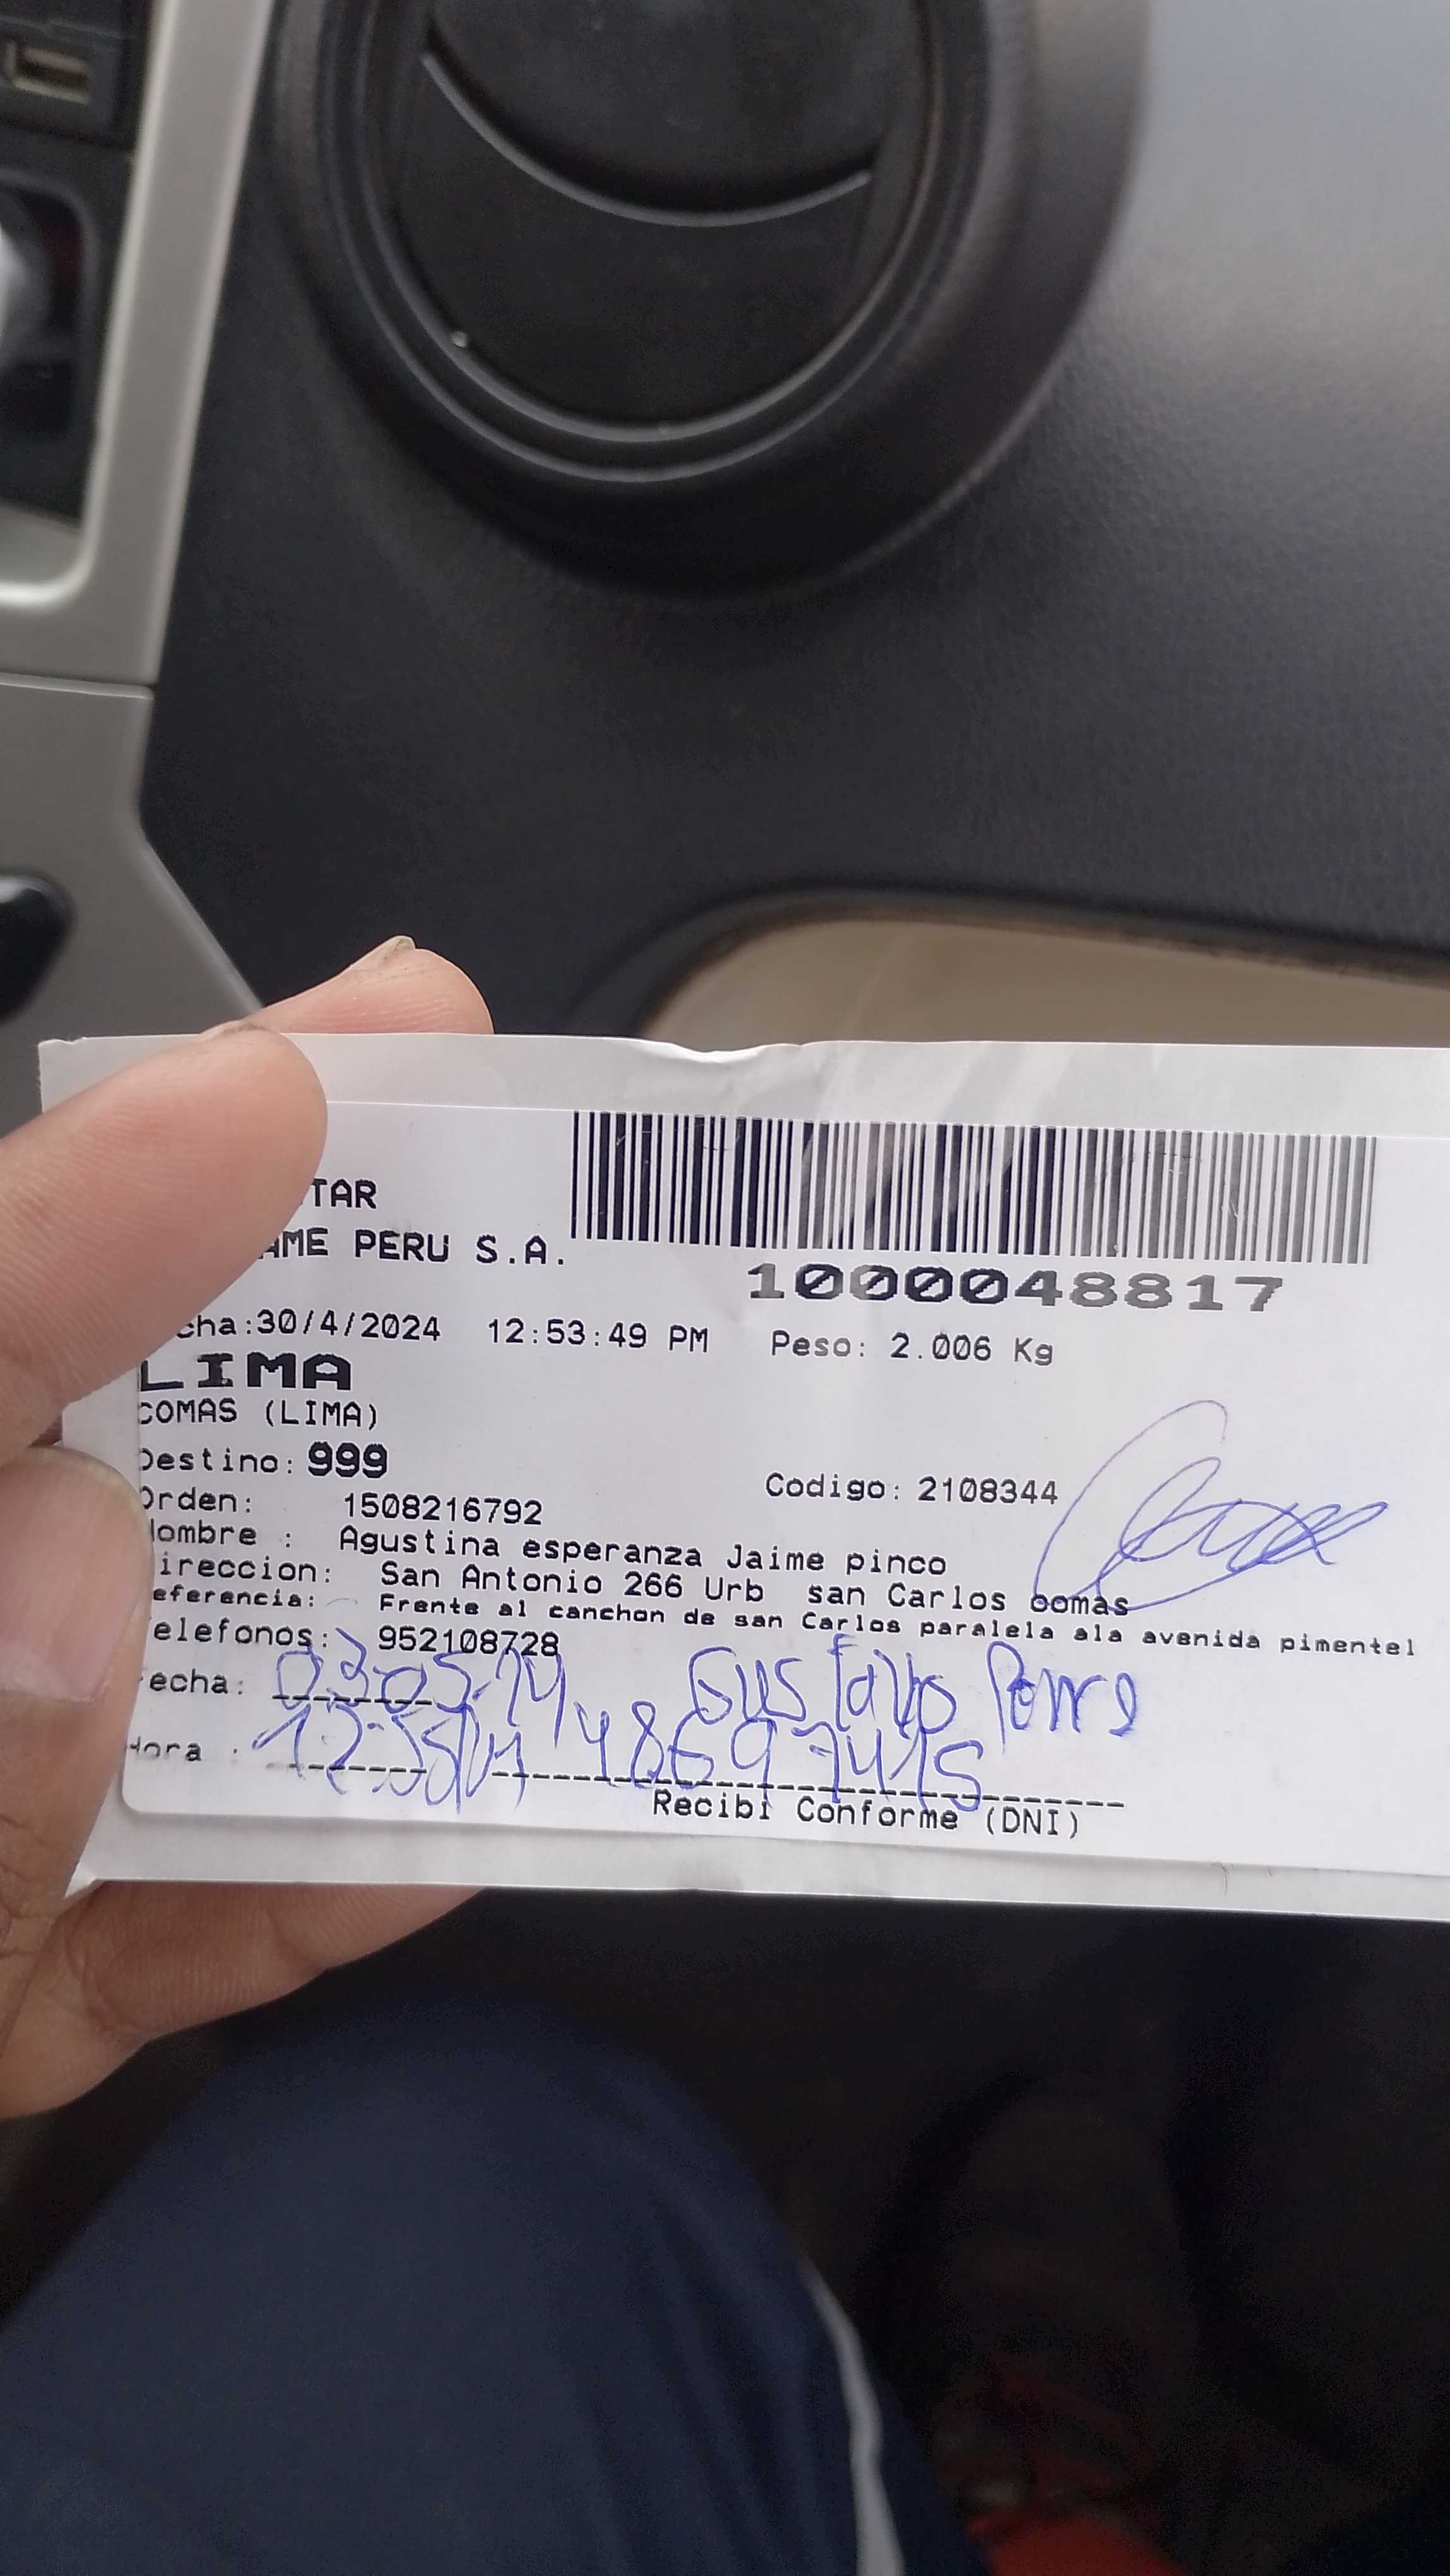 TAR
AME PERU S.A.
1000048817
cha:30/4/2024 12:53:49 PM Peso: 2.006 Kg
LIMA
COMAS (LIMA)
Destino: 999
Codigo: 2108344
Orden: 1508216792
Nombre : Agustina esperanza Jaime pinco
ireccion: San Antonio 266 Urb san Carlos comas
eferencia: Frente al canchon de san Carlos paralela ala avenida pimentel
elefonos: 952108728
echa: Gustavo
Hora :
Recibi Conforme (DNI)